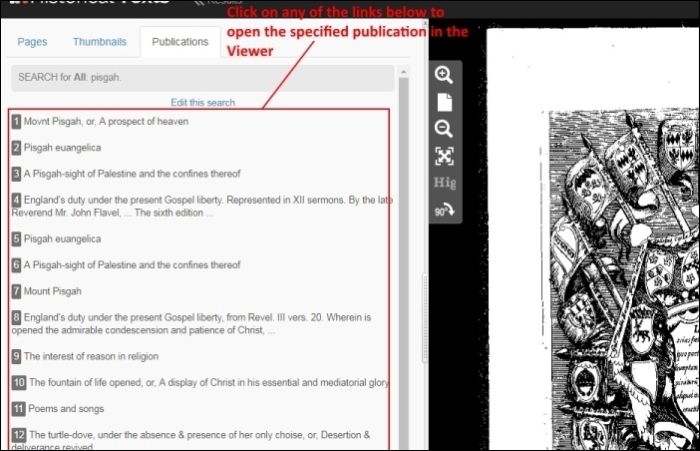 Historical Texts
« Results
Click on any of the links below to
open the specified publication in the
Viewer
Pages Thumbnails Publications
SEARCH for All: pisgah.
Edit this search
1 Movnt Pisgah, or, A prospect of heaven
2 Pisgah euangelica
3 A Pisgah-sight of Palestine and the confines thereof
4 England's duty under the present Gospel liberty. Represented in XII sermons. By the late
Reverend Mr. John Flavel, ... The sixth edition ...
5 Pisgah euangelica
6 A Pisgah-sight of Palestine and the confines thereof
7 Mount Pisgah
8 England's duty under the present Gospel liberty, from Revel. III vers. 20. Wherein is
opened the admirable condescension and patience of Christ, ...
9 The interest of reason in religion
10 The fountain of life opened, or, A display of Christ in his essential and mediatorial glory
11 Poems and songs
12 The turtle-dove, under the absence & presence of her only choise, or, Desertion &
deliverance revived
Hig
90°